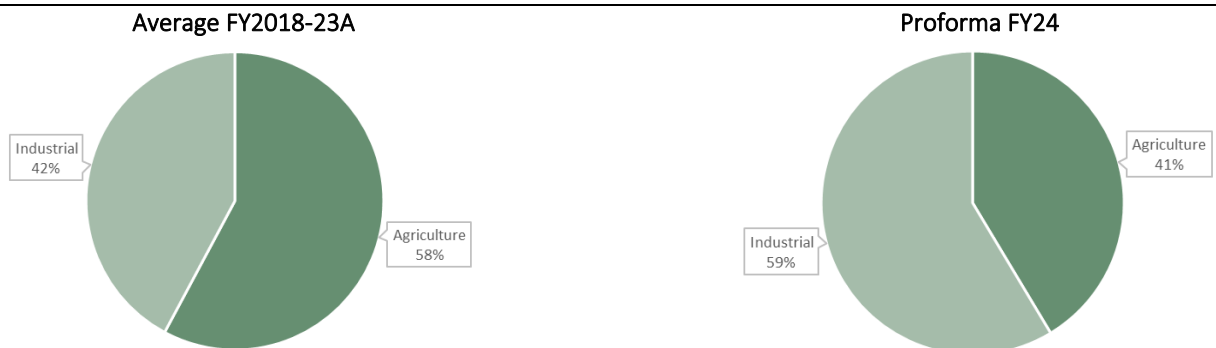 Average FY2018-23A
Industrial
42%
Agriculture
58%
Proforma FY24
Agriculture
41%
Industrial
59%